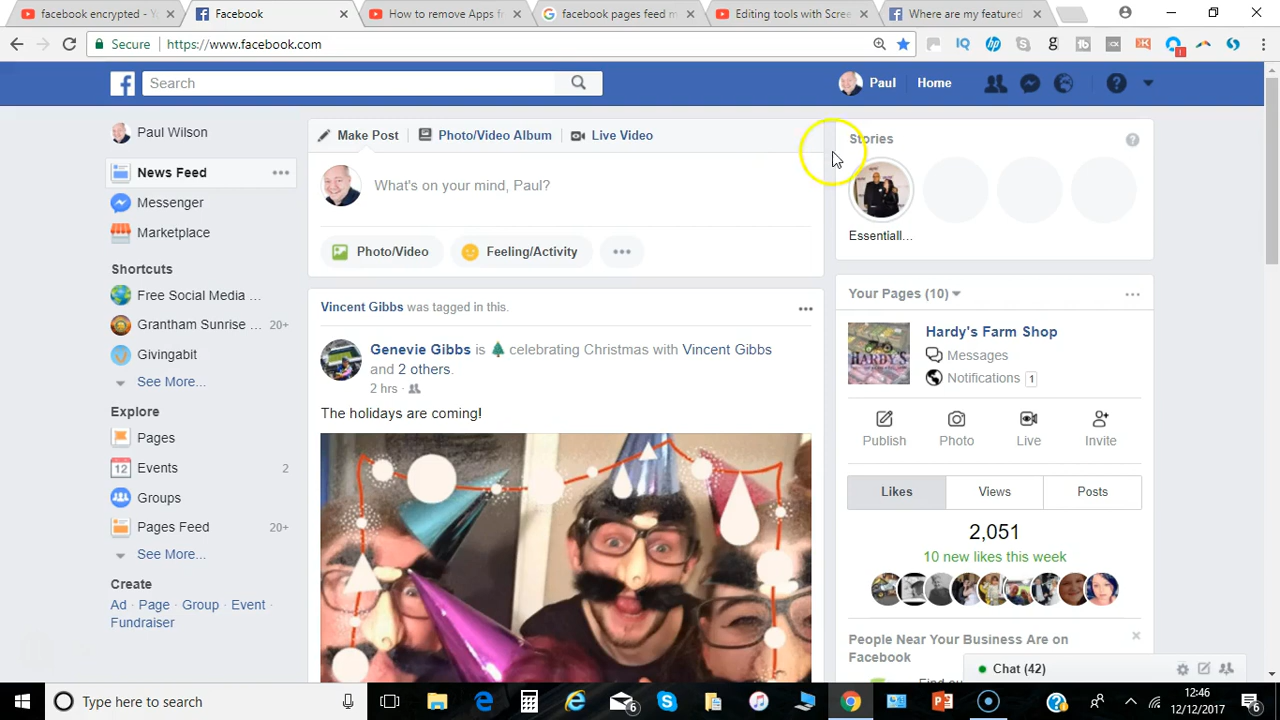 facebook encrypted - Y
Facebook
How to remove Apps fr
facebook pages feed m
Editing tools with Scree
Where are my featured
Secure
https://www.facebook.com
Search
Paul
Home
Paul Wilson
News Feed
Messenger
Marketplace
Shortcuts
Free Social Media ...
Grantham Sunrise ... 20+
Givingabit
See More...
Explore
Pages
Events 2
Groups
Pages Feed 20+
See More...
Create
Ad · Page · Group · Event ·
Fundraiser
Make Post
Photo/Video Album
Live Video
What's on your mind, Paul?
Photo/Video
Feeling/Activity
Vincent Gibbs was tagged in this.
Genevie Gibbs is celebrating Christmas with Vincent Gibbs
and 2 others.
2 hrs ·
The holidays are coming!
Stories
Essentiall...
Your Pages (10)
Hardy's Farm Shop
HARDY'S
Messages
Notifications 1
Publish
Photo
Live
Invite
Likes
Views
Posts
2,051
10 new likes this week
People Near Your Business Are on
Facebook
Chat (42)
Type here to search
12:46
12/12/2017